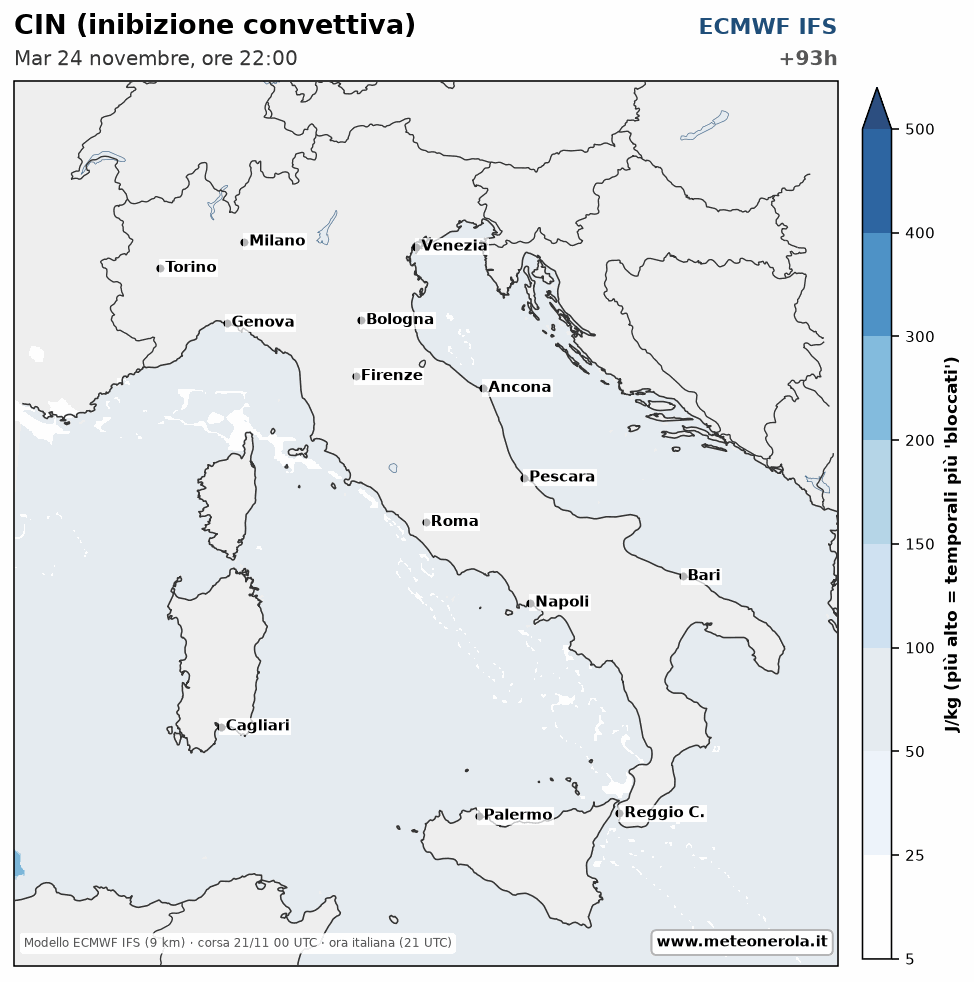 CIN (inibizione convettiva)
ECMWF IFS
Mar 24 novembre, ore 22:00
+93h
Milano
Venezia
Torino
Genova
Bologna
Firenze
Ancona
Pescara
Roma
Bari
Napoli
Cagliari
Palermo
Reggio C.
500
400
300
200
150
100
50
25
5
J/kg (più alto = temporali più 'bloccati')
Modello ECMWF IFS (9 km) · corsa 21/11 00 UTC · ora italiana (21 UTC)
www.meteonerola.it